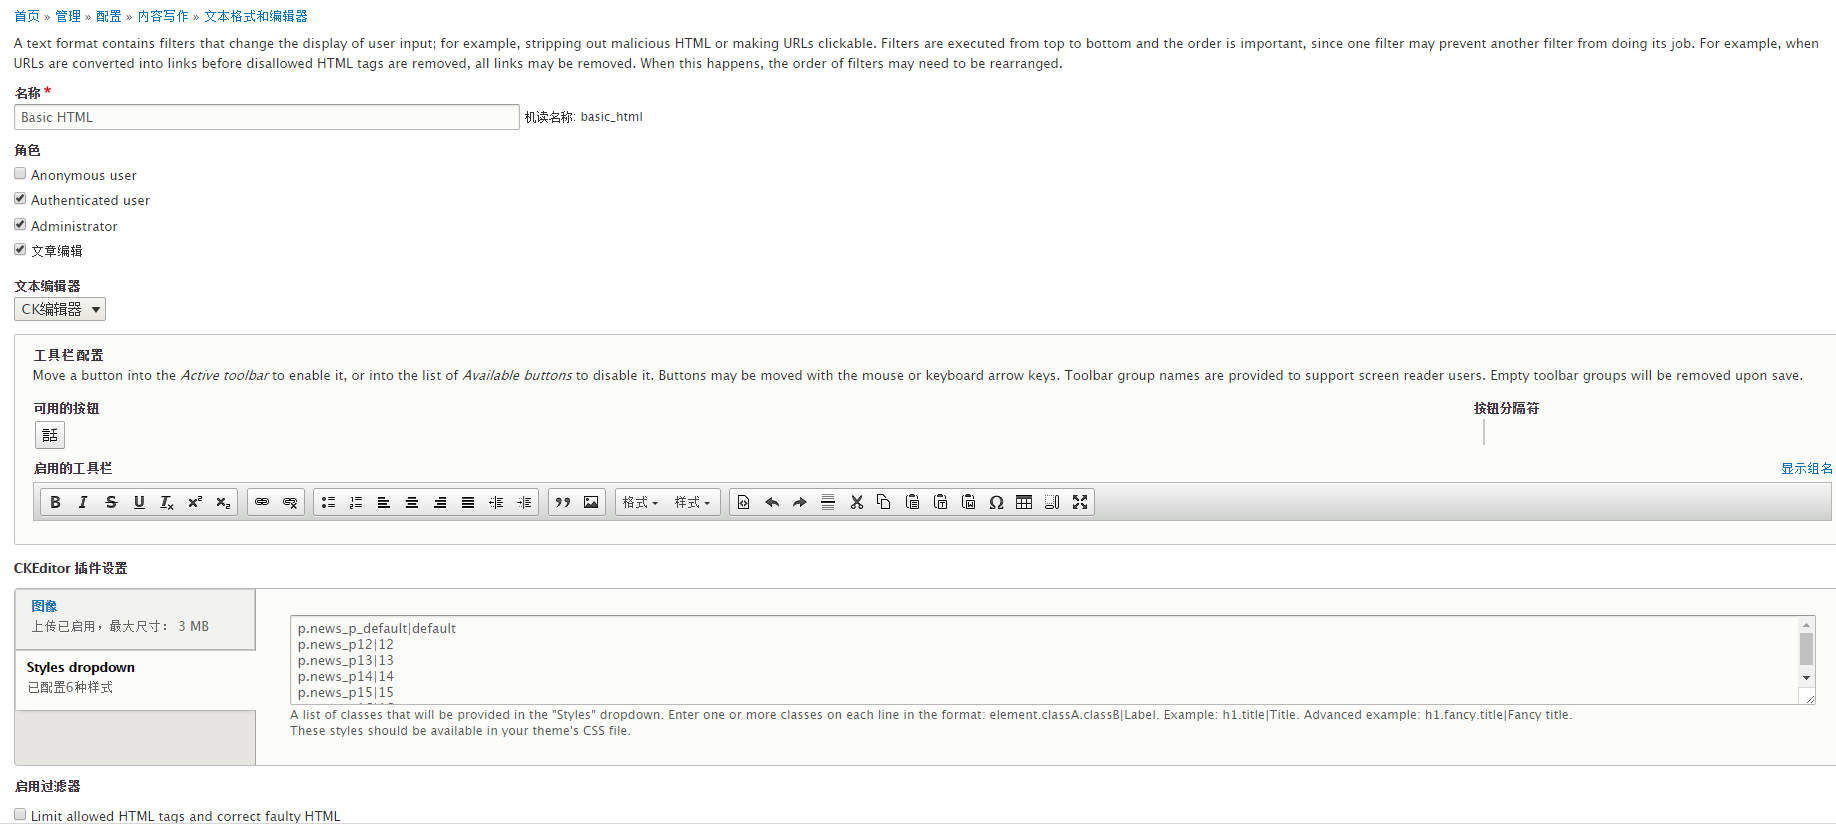 首页 » 管理 » 配置 » 内容写作 » 文本格式和编辑器
A text format contains filters that change the display of user input; for example, stripping out malicious HTML or making URLs clickable. Filters are executed from top to bottom and the order is important, since one filter may prevent another filter from doing its job. For example, when
URLs are converted into links before disallowed HTML tags are removed, all links may be removed. When this happens, the order of filters may need to be rearranged.
名称 *
Basic HTML 机读名称: basic_html
角色
Anonymous user
Authenticated user
Administrator
文章编辑
文本编辑器
CK编辑器
工具栏配置
Move a button into the Active toolbar to enable it, or into the list of Available buttons to disable it. Buttons may be moved with the mouse or keyboard arrow keys. Toolbar group names are provided to support screen reader users. Empty toolbar groups will be removed upon save.
可用的按钮 按钮分隔符
話
启用的工具栏 显示组名
B I S U Ix x² x₂ 格式 样式 Ω
CKEditor 插件设置
图像
上传已启用，最大尺寸： 3 MB
Styles dropdown
已配置6种样式
p.news_p_default|default
p.news_p12|12
p.news_p13|13
p.news_p14|14
p.news_p15|15
A list of classes that will be provided in the "Styles" dropdown. Enter one or more classes on each line in the format: element.classA.classB|Label. Example: h1.title|Title. Advanced example: h1.fancy.title|Fancy title.
These styles should be available in your theme's CSS file.
启用过滤器
Limit allowed HTML tags and correct faulty HTML